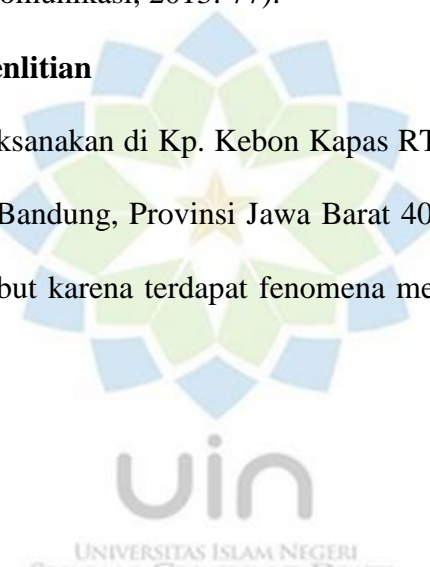 omunikasi, 2013: 77).
enlitian
ksanakan di Kp. Kebon Kapas RT
Bandung, Provinsi Jawa Barat 40
but karena terdapat fenomena me
uin
UNIVERSITAS ISLAM NEGERI